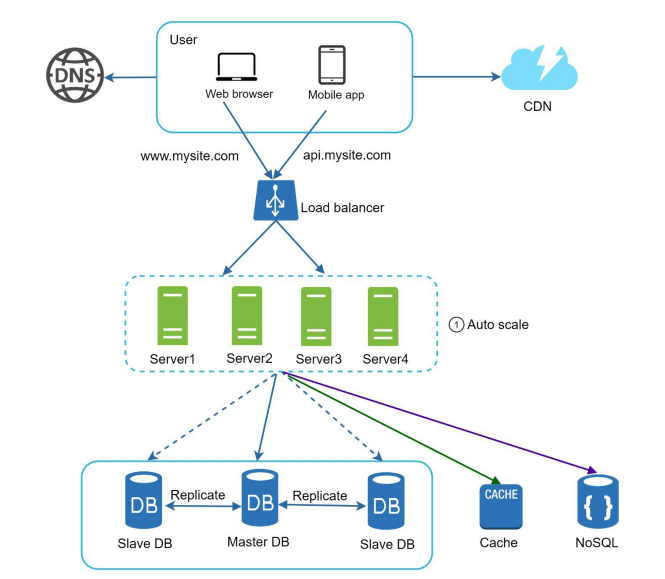 User
DNS
Web browser
Mobile app
CDN
www.mysite.com
api.mysite.com
Load balancer
1 Auto scale
Server1
Server2
Server3
Server4
DB
Replicate
DB
Replicate
DB
CACHE
{ }
Slave DB
Master DB
Slave DB
Cache
NoSQL